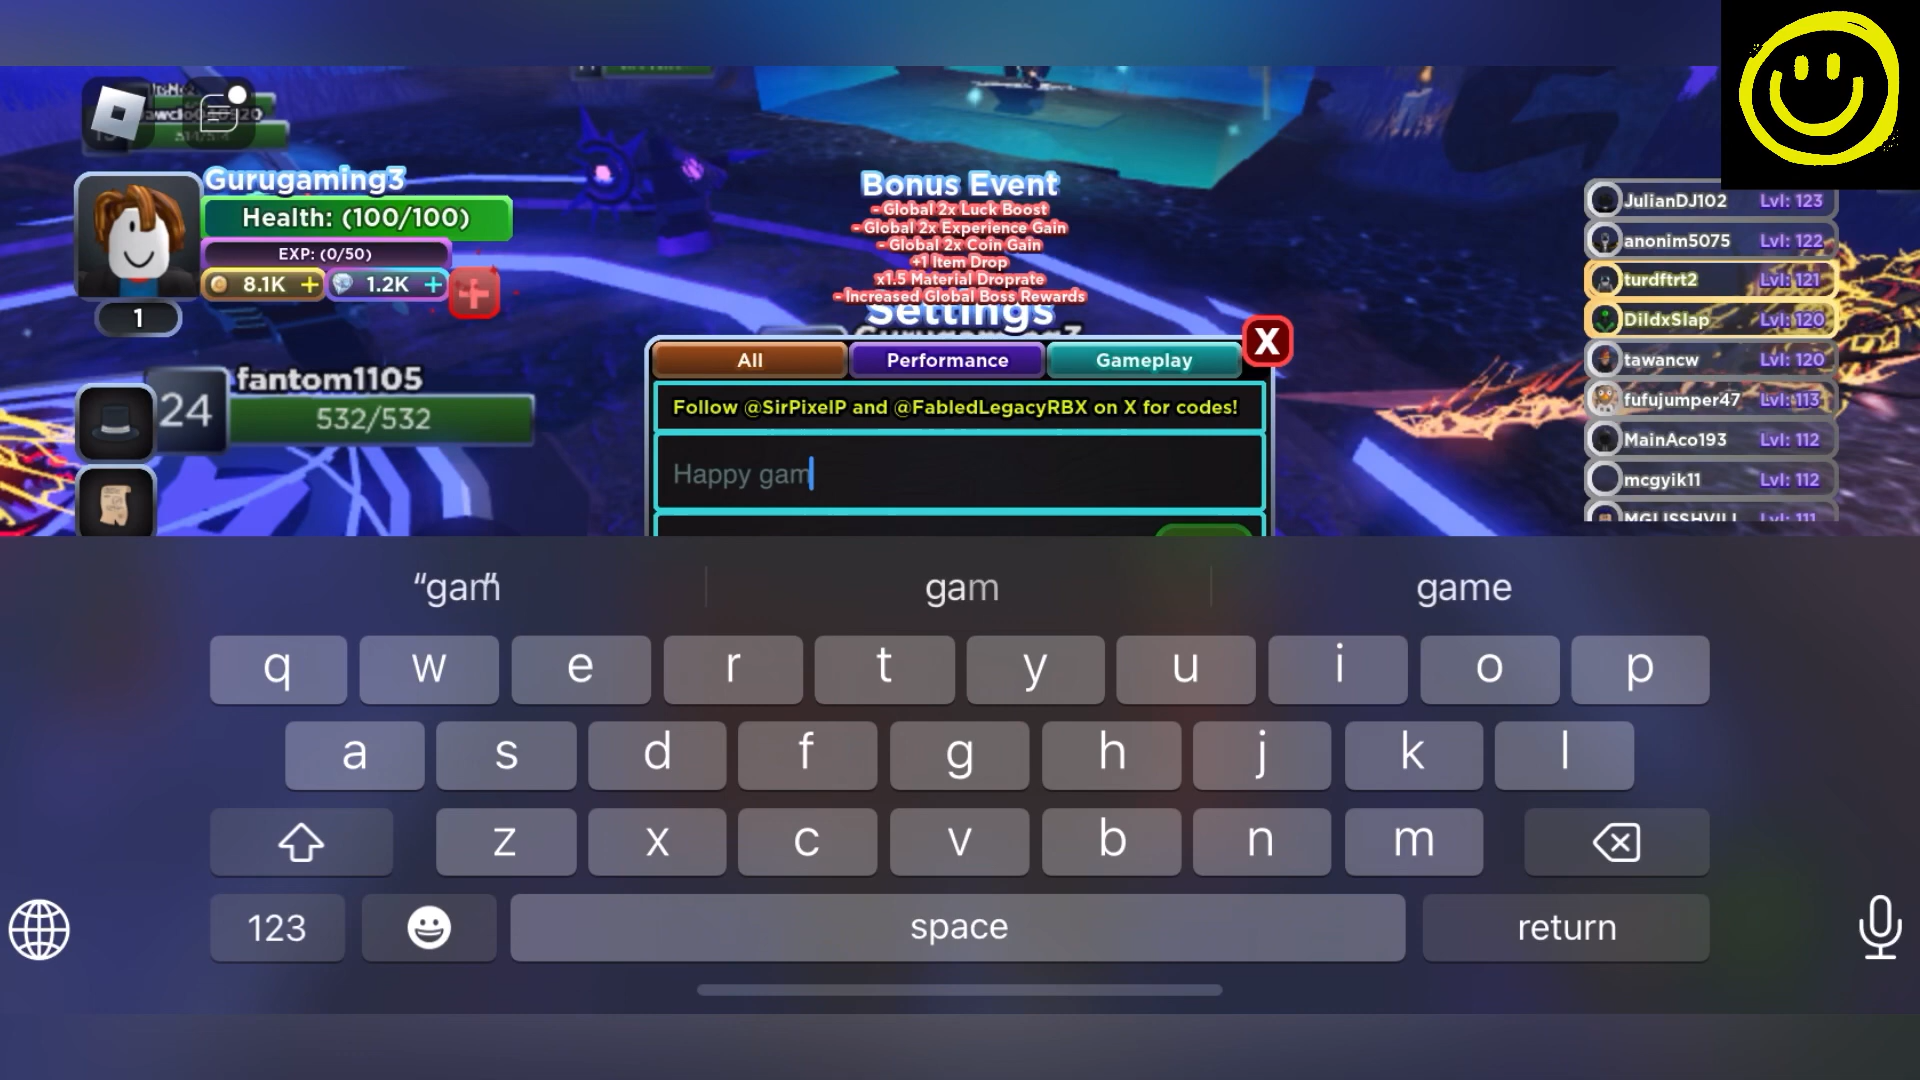 Gurugaming3
Health: (100/100)
EXP: (0/50)
8.1K +
1.2K +
1
24
fantom1105
532/532
Bonus Event
- Global 2x Luck Boost
- Global 2x Experience Gain
- Global 2x Coin Gain
+1 Item Drop
x1.5 Material Droprate
- Increased Global Boss Rewards
Settings
Gurugaming3
X
All
Performance
Gameplay
Follow @SirPixelP and @FabledLegacyRBX on X for codes!
Happy gam
JulianDJ102 Lvl: 123
anonim5075 Lvl: 122
turdftrt2 Lvl: 121
DildxSlap Lvl: 120
tawancw Lvl: 120
fufujumper47 Lvl: 113
MainAco193 Lvl: 112
mcgyik11 Lvl: 112
Lvl: 111
“gam”
gam
game
q w e r t y u i o p
a s d f g h j k l
z x c v b n m
123
space
return